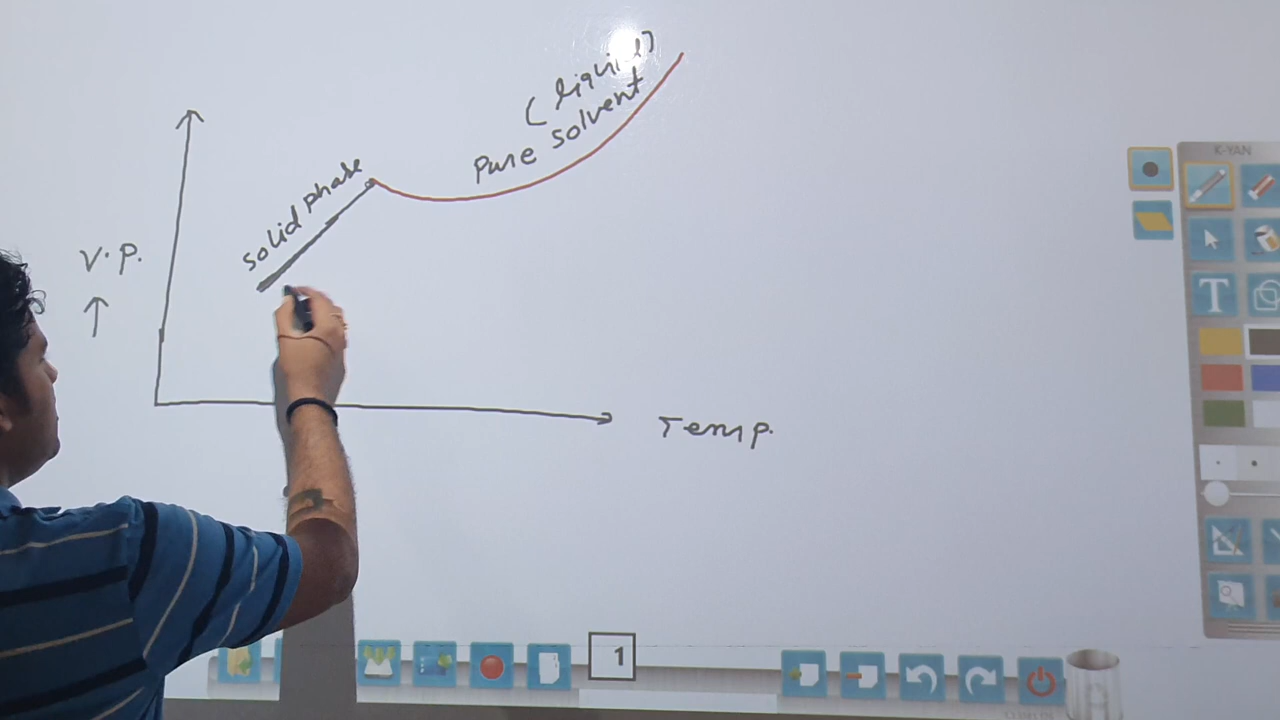 (liquid)
Pure solvent
solid phase
V.P.
Temp.
K-YAN
T
1